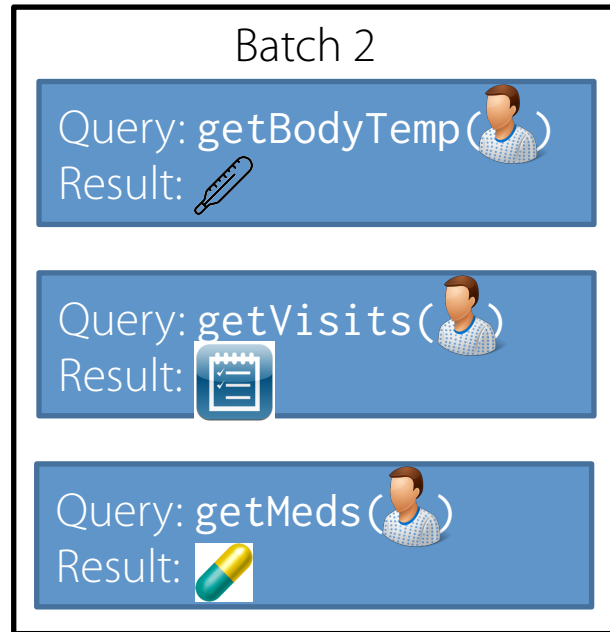 Batch 2
Query: getBodyTemp( )
Result:
Query: getVisits( )
Result:
Query: getMeds( )
Result: